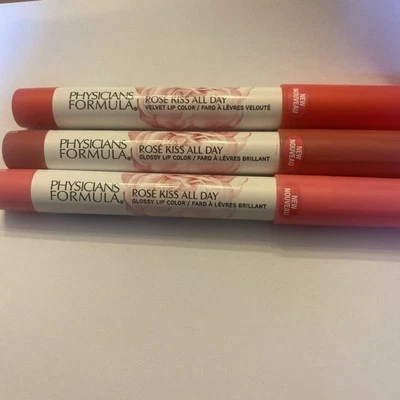 PHYSICIANS
FORMULA®
ROSÉ KISS ALL DAY
VELVET LIP COLOR / FARD À LÈVRES VELOUTÉ
NEW
NOUVEAU
PHYSICIANS
FORMULA®
ROSÉ KISS ALL DAY
GLOSSY LIP COLOR / FARD À LÈVRES BRILLANT
NEW
NOUVEAU
PHYSICIANS
FORMULA®
ROSÉ KISS ALL DAY
GLOSSY LIP COLOR / FARD À LÈVRES BRILLANT
NEW
NOUVEAU